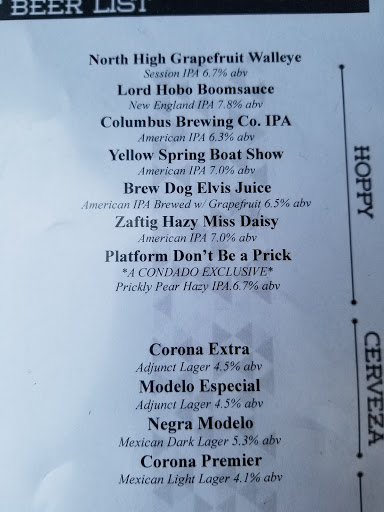 BEER LIST
North High Grapefruit Walleye
Session IPA 6.7% abv
Lord Hobo Boomsauce
New England IPA 7.8% abv
Columbus Brewing Co. IPA
American IPA 6.3% abv
Yellow Spring Boat Show
American IPA 7.0% abv
Brew Dog Elvis Juice
American IPA Brewed w/ Grapefruit 6.5% abv
Zaftig Hazy Miss Daisy
American IPA 7.0% abv
Platform Don't Be a Prick
*A CONDADO EXCLUSIVE*
Prickly Pear Hazy IPA.6.7% abv
HOPPY
Corona Extra
Adjunct Lager 4.5% abv
Modelo Especial
Adjunct Lager 4.5% abv
Negra Modelo
Mexican Dark Lager 5.3% abv
Corona Premier
Mexican Light Lager 4.1% abv
CERVEZA